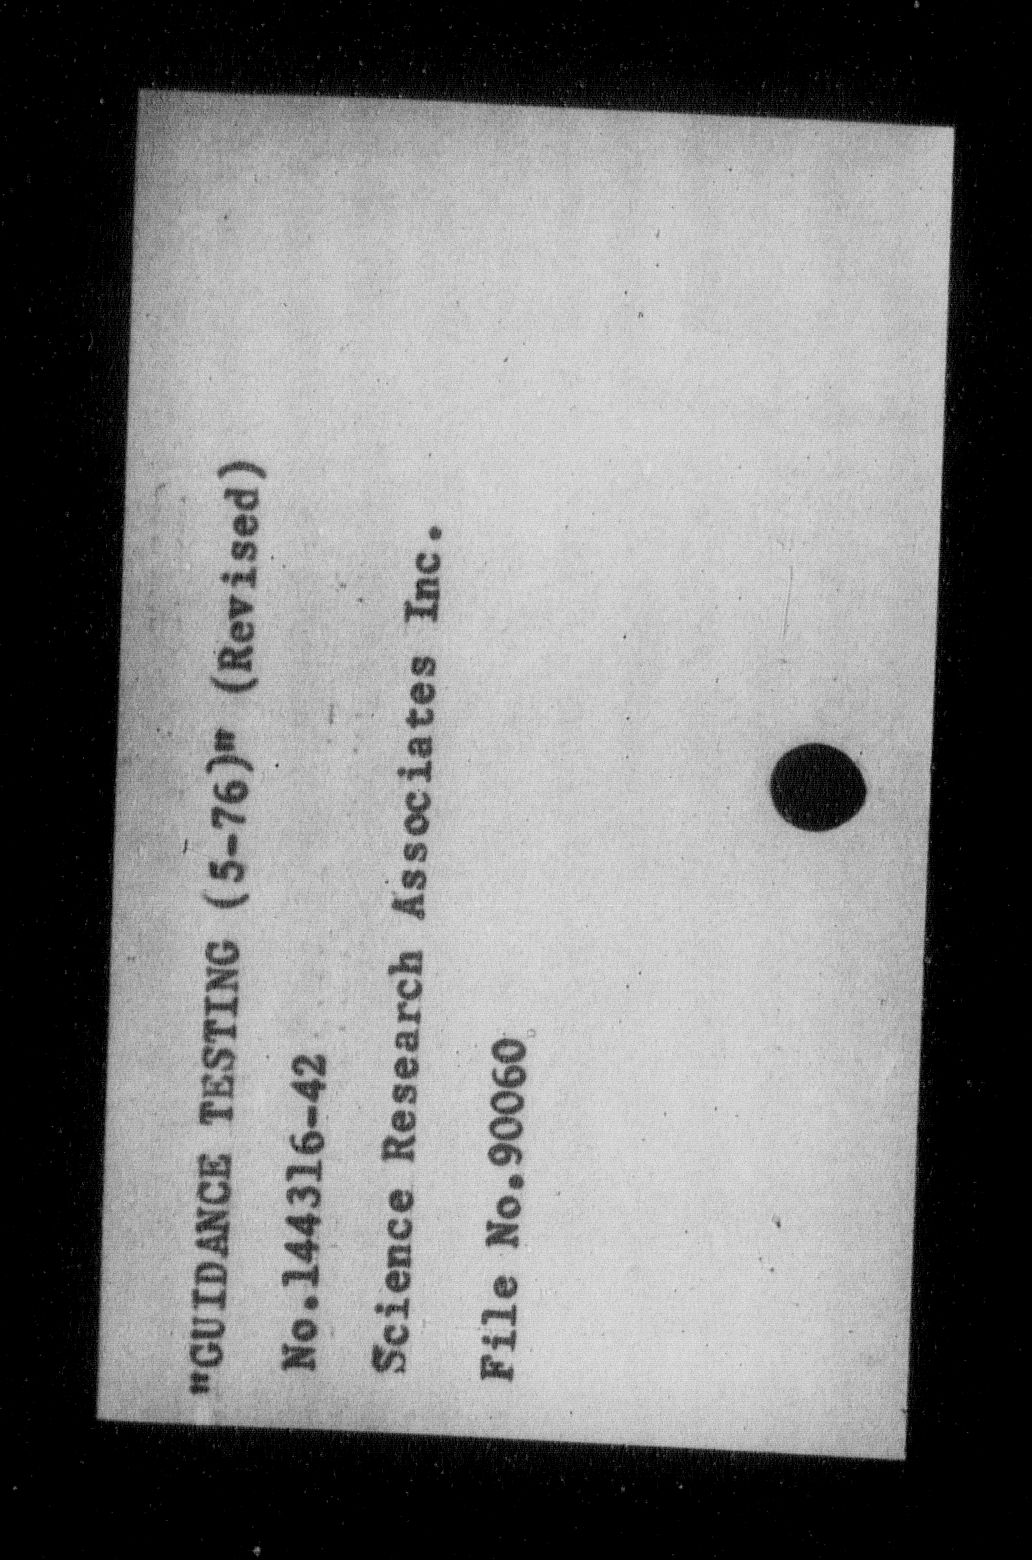 "GUIDANCE TESTING (5-76)" (Revised)
No.144316-42
Science Research Associates Inc.
File No.90060